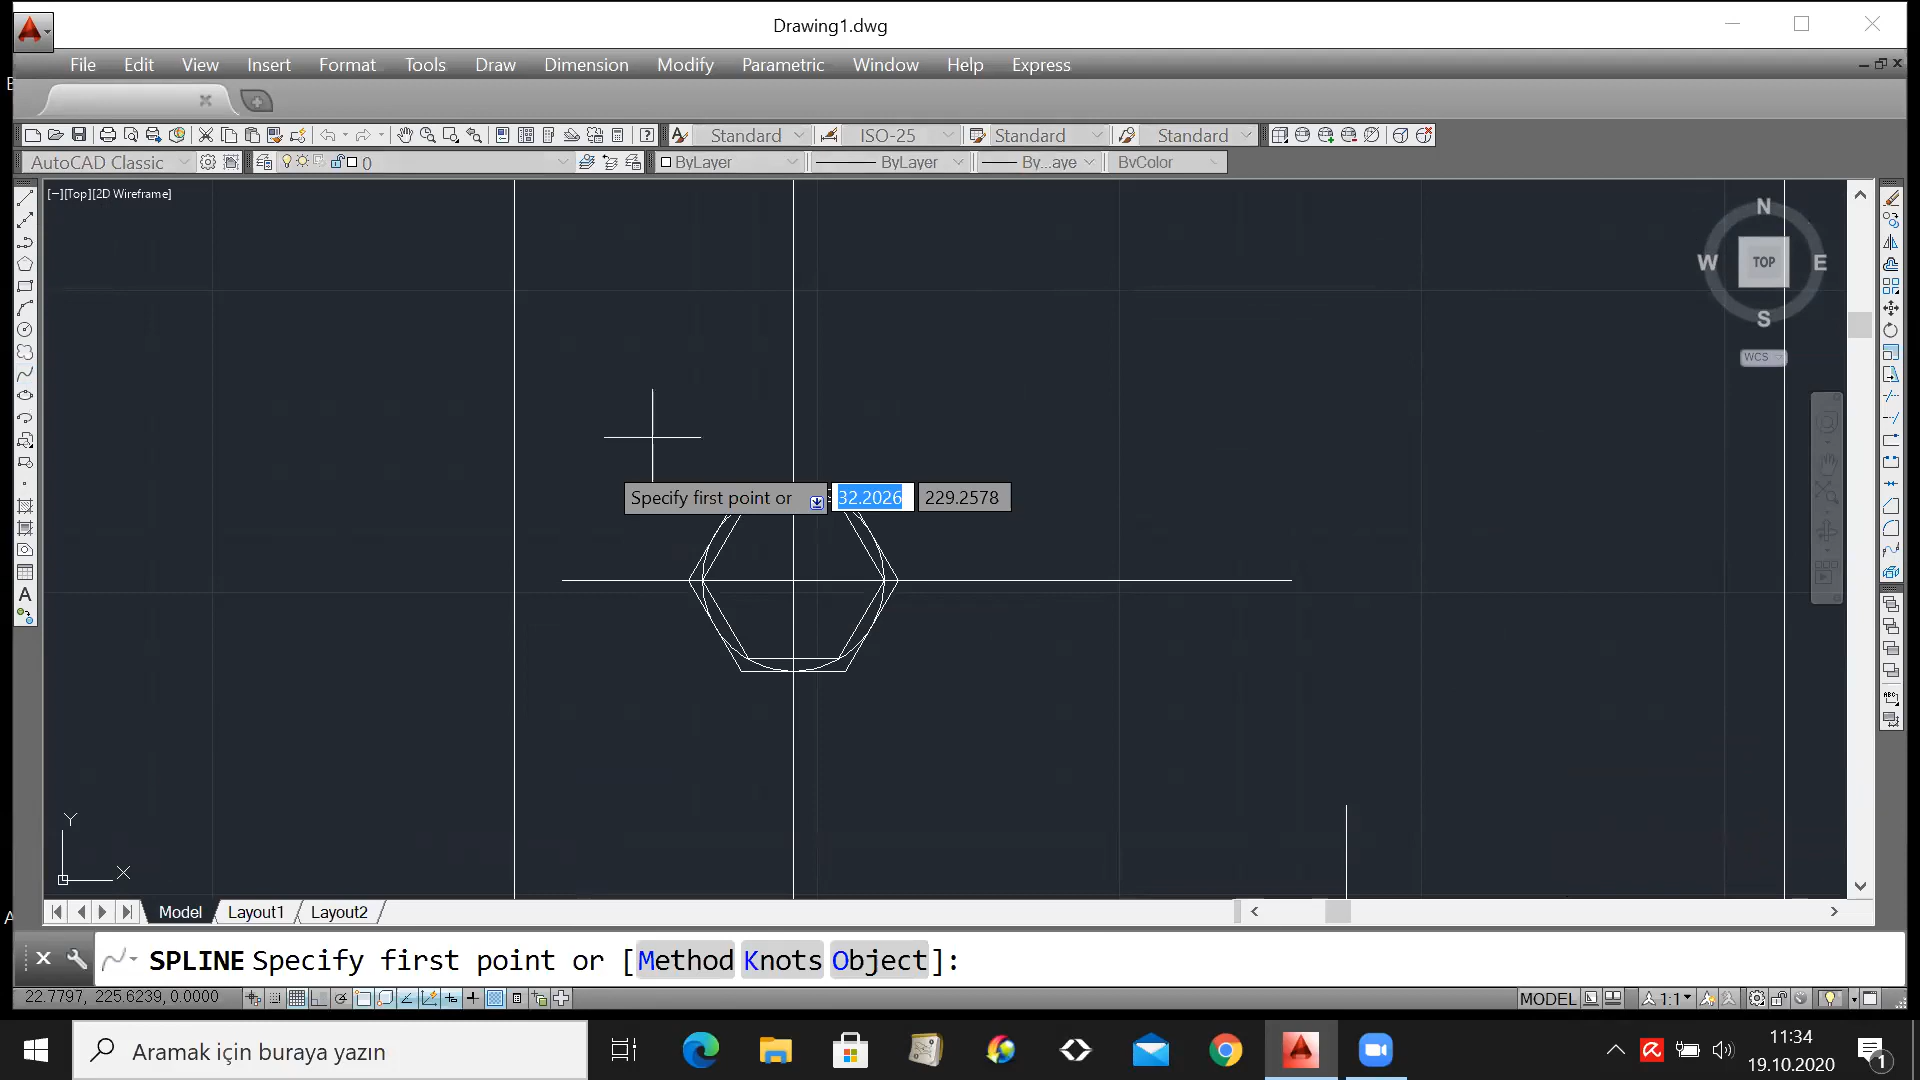 Drawing1.dwg
File Edit View Insert Format Tools Draw Dimension Modify Parametric Window Help Express
Standard ISO-25 Standard Standard
AutoCAD Classic 0 ByLayer ByLayer By...aye ByColor
[−][Top][2D Wireframe]
N
W TOP E
S
WCS
Specify first point or 32.2026 229.2578
Y
X
Model Layout1 Layout2
SPLINE Specify first point or [Method Knots Object]:
22.7797, 225.6239, 0.0000 MODEL 1:1
Aramak için buraya yazın
11:34
19.10.2020
1